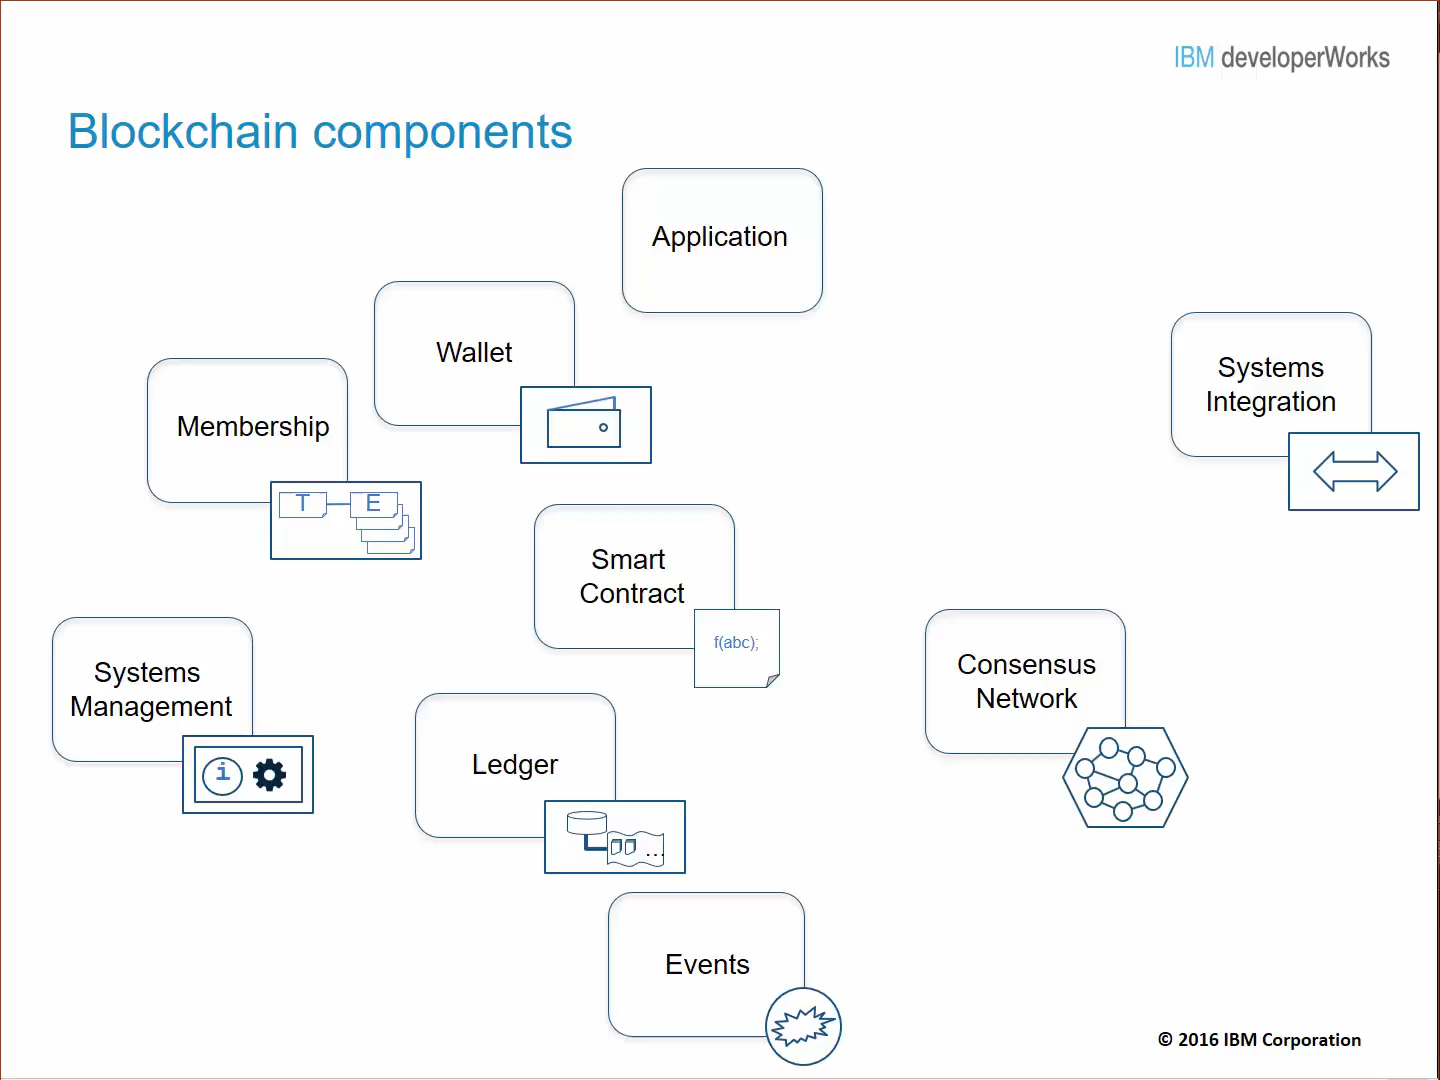 IBM developerWorks
Blockchain components
Application
Wallet
Membership
T E
Systems
Integration
Smart
Contract
f(abc);
Systems
Management
i
Consensus
Network
Ledger
...
Events
© 2016 IBM Corporation